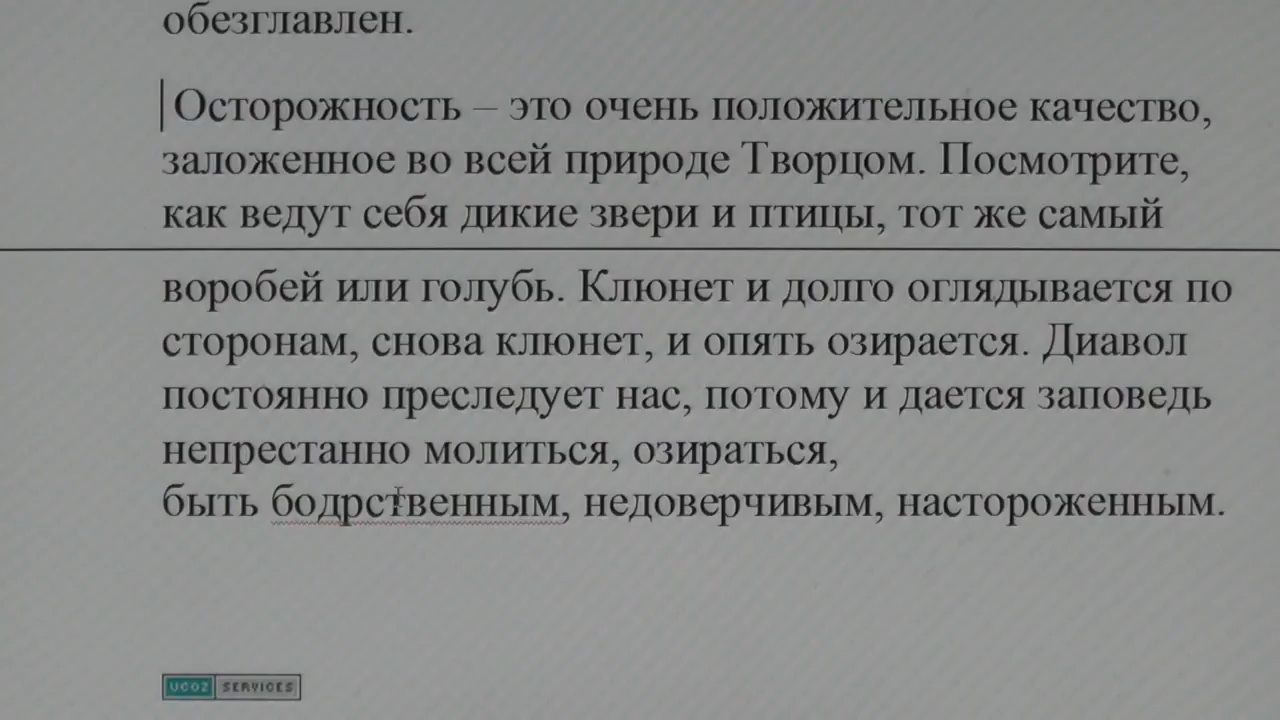 обезглавлен.
Осторожность – это очень положительное качество,
заложенное во всей природе Творцом. Посмотрите,
как ведут себя дикие звери и птицы, тот же самый
воробей или голубь. Клюнет и долго оглядывается по
сторонам, снова клюнет, и опять озирается. Диавол
постоянно преследует нас, потому и дается заповедь
непрестанно молиться, озираться,
быть бодрственным, недоверчивым, настороженным.
UCOZ SERVICES